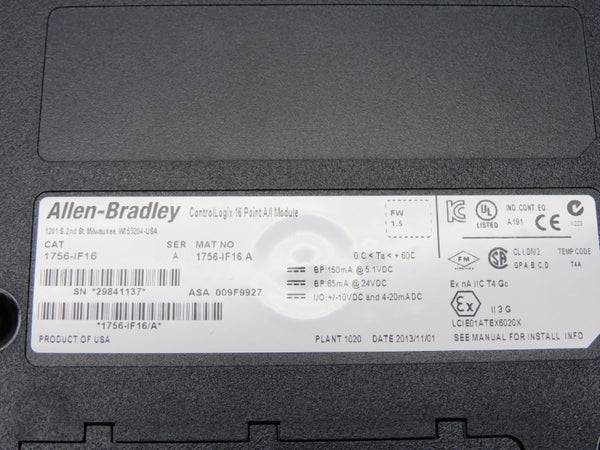 Allen-Bradley ControlLogix 16 Point A/I Module
1201 S. 2nd St. Milwaukee, WI 53204-USA
FW
1.5
UL
LISTED
IND. CONT. EQ.
A191
CE
CAT SER MAT NO
1756-IF16 A 1756-IF16 A
0 C < Ta < + 60C
BP:150mA @ 5.1VDC
BP:65mA @ 24VDC
I/O:+/-10VDC and 4-20mADC
FM
CL I, DIV 2 TEMP CODE
GP A, B, C, D T4A
SN *29841137* ASA 009F9927
Ex nA IIC T4 Gc
Ex II 3 G
LCIE01ATEX6020X
*1756-IF16/A*
PRODUCT OF USA PLANT 1020 DATE 2013/11/01 SEE MANUAL FOR INSTALL INFO